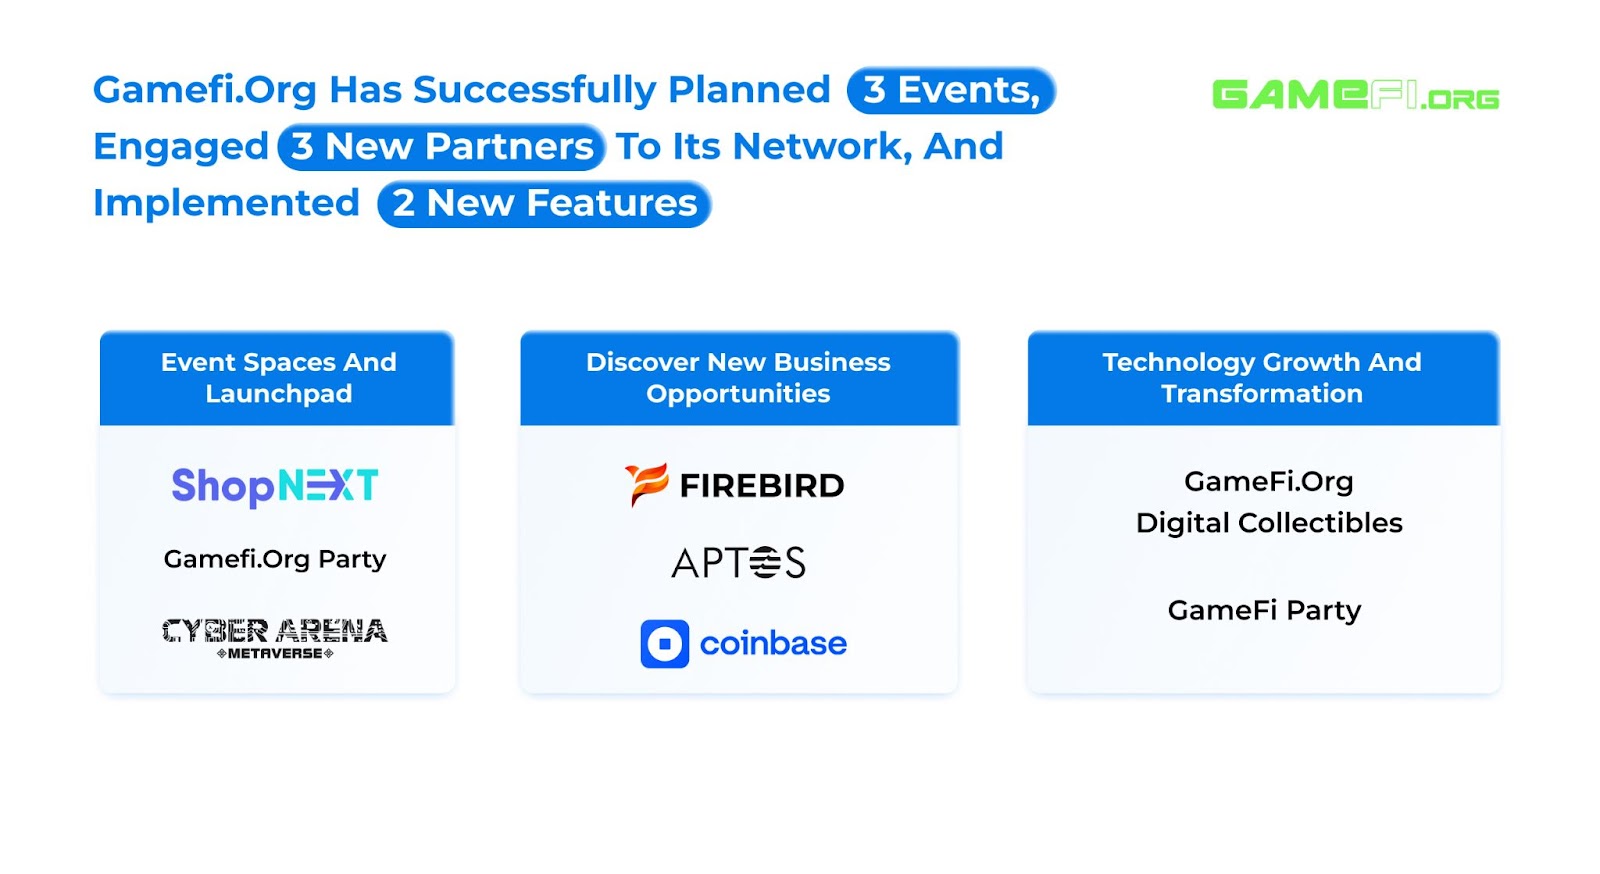 Gamefi.Org Has Successfully Planned 3 Events,
GAMEFI.ORG
Engaged 3 New Partners To Its Network, And
Implemented 2 New Features
Event Spaces And
Launchpad
ShopNEXT
Gamefi.Org Party
CYBER ARENA
METAVERSE
Discover New Business
Opportunities
FIREBIRD
APTOS
coinbase
Technology Growth And
Transformation
GameFi.Org
Digital Collectibles
GameFi Party